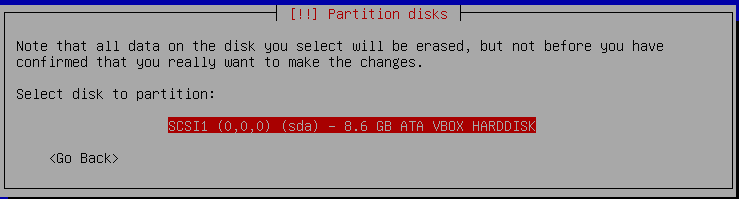 [!!] Partition disks
Note that all data on the disk you select will be erased, but not before you have
confirmed that you really want to make the changes.
Select disk to partition:
SCSI1 (0,0,0) (sda) - 8.6 GB ATA VBOX HARDDISK
<Go Back>